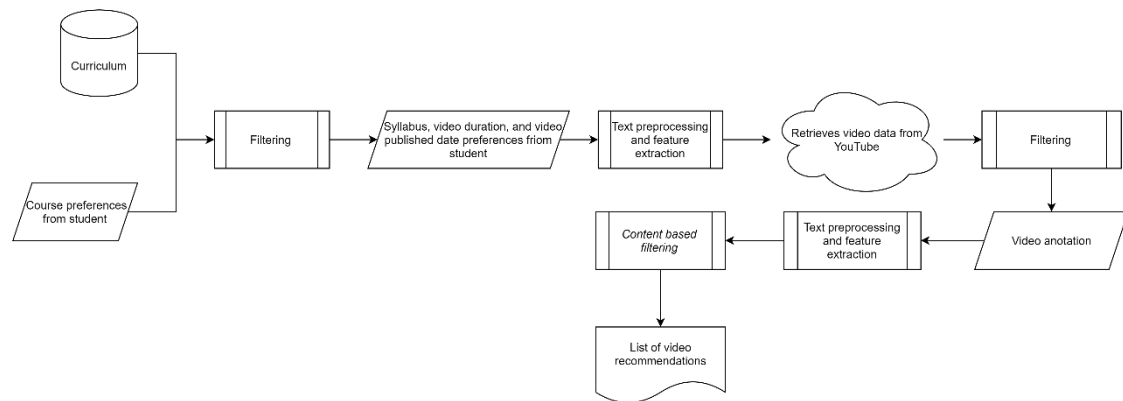 Curriculum
Filtering
Syllabus, video duration, and video
published date preferences friom
student
Text preprocessing
and feature
extraction
Retrieves video data from
YouTube
Filtering
Course preferences
from student
Content based
filtering
Text preprocessing
and feature
extraction
Video anotation
List of video
recommendations